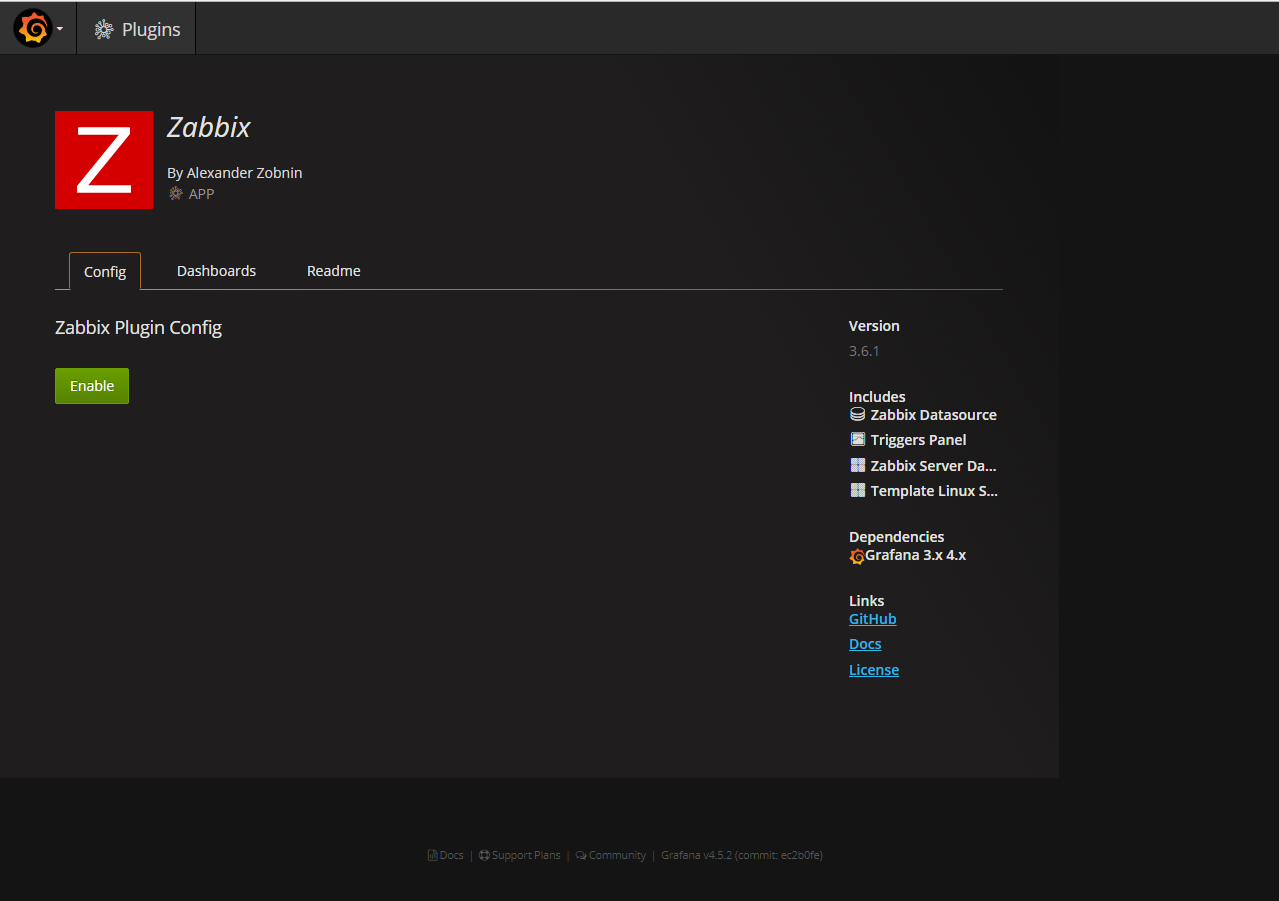 Plugins
Z
Zabbix
By Alexander Zobnin
APP
Config Dashboards Readme
Zabbix Plugin Config
Enable
Version
3.6.1
Includes
Zabbix Datasource
Triggers Panel
Zabbix Server Da...
Template Linux S...
Dependencies
Grafana 3.x 4.x
Links
GitHub
Docs
License
Docs | Support Plans | Community | Grafana v4.5.2 (commit: ec2b0fe)